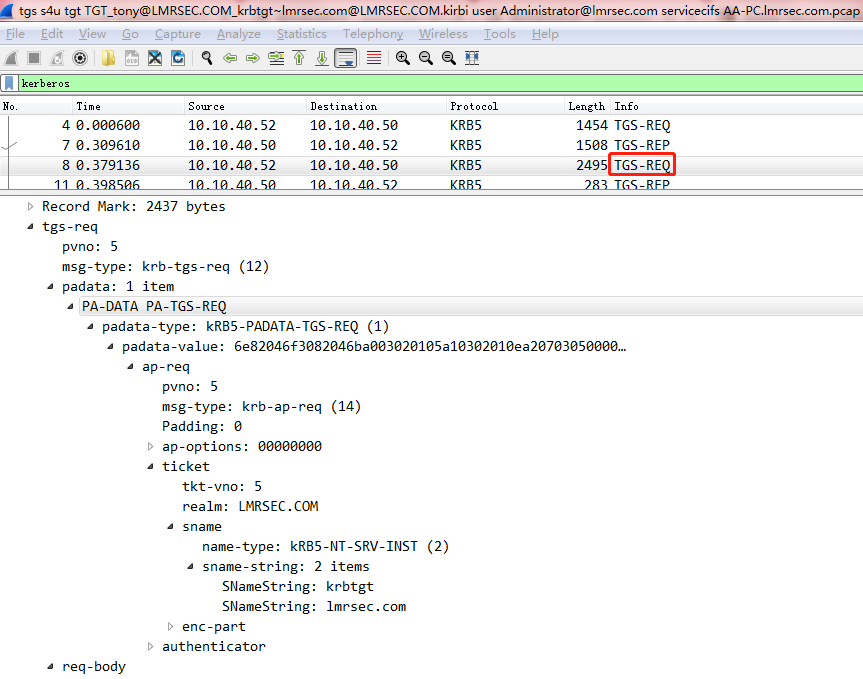 tgs s4u tgt TGT_tony@LMRSEC.COM_krbtgt~lmrsec.com@LMRSEC.COM.kirbi user Administrator@lmrsec.com servicecifs AA-PC.lmrsec.com.pcap
File Edit View Go Capture Analyze Statistics Telephony Wireless Tools Help
kerberos
No. Time Source Destination Protocol Length Info
4 0.000600 10.10.40.52 10.10.40.50 KRB5 1454 TGS-REQ
7 0.309610 10.10.40.50 10.10.40.52 KRB5 1508 TGS-REP
8 0.379136 10.10.40.52 10.10.40.50 KRB5 2495 TGS-REQ
11 0.398506 10.10.40.50 10.10.40.52 KRB5 283 TGS-REP
Record Mark: 2437 bytes
tgs-req
pvno: 5
msg-type: krb-tgs-req (12)
padata: 1 item
PA-DATA PA-TGS-REQ
padata-type: kRB5-PADATA-TGS-REQ (1)
padata-value: 6e82046f3082046ba003020105a10302010ea20703050000…
ap-req
pvno: 5
msg-type: krb-ap-req (14)
Padding: 0
ap-options: 00000000
ticket
tkt-vno: 5
realm: LMRSEC.COM
sname
name-type: kRB5-NT-SRV-INST (2)
sname-string: 2 items
SNameString: krbtgt
SNameString: lmrsec.com
enc-part
authenticator
req-body